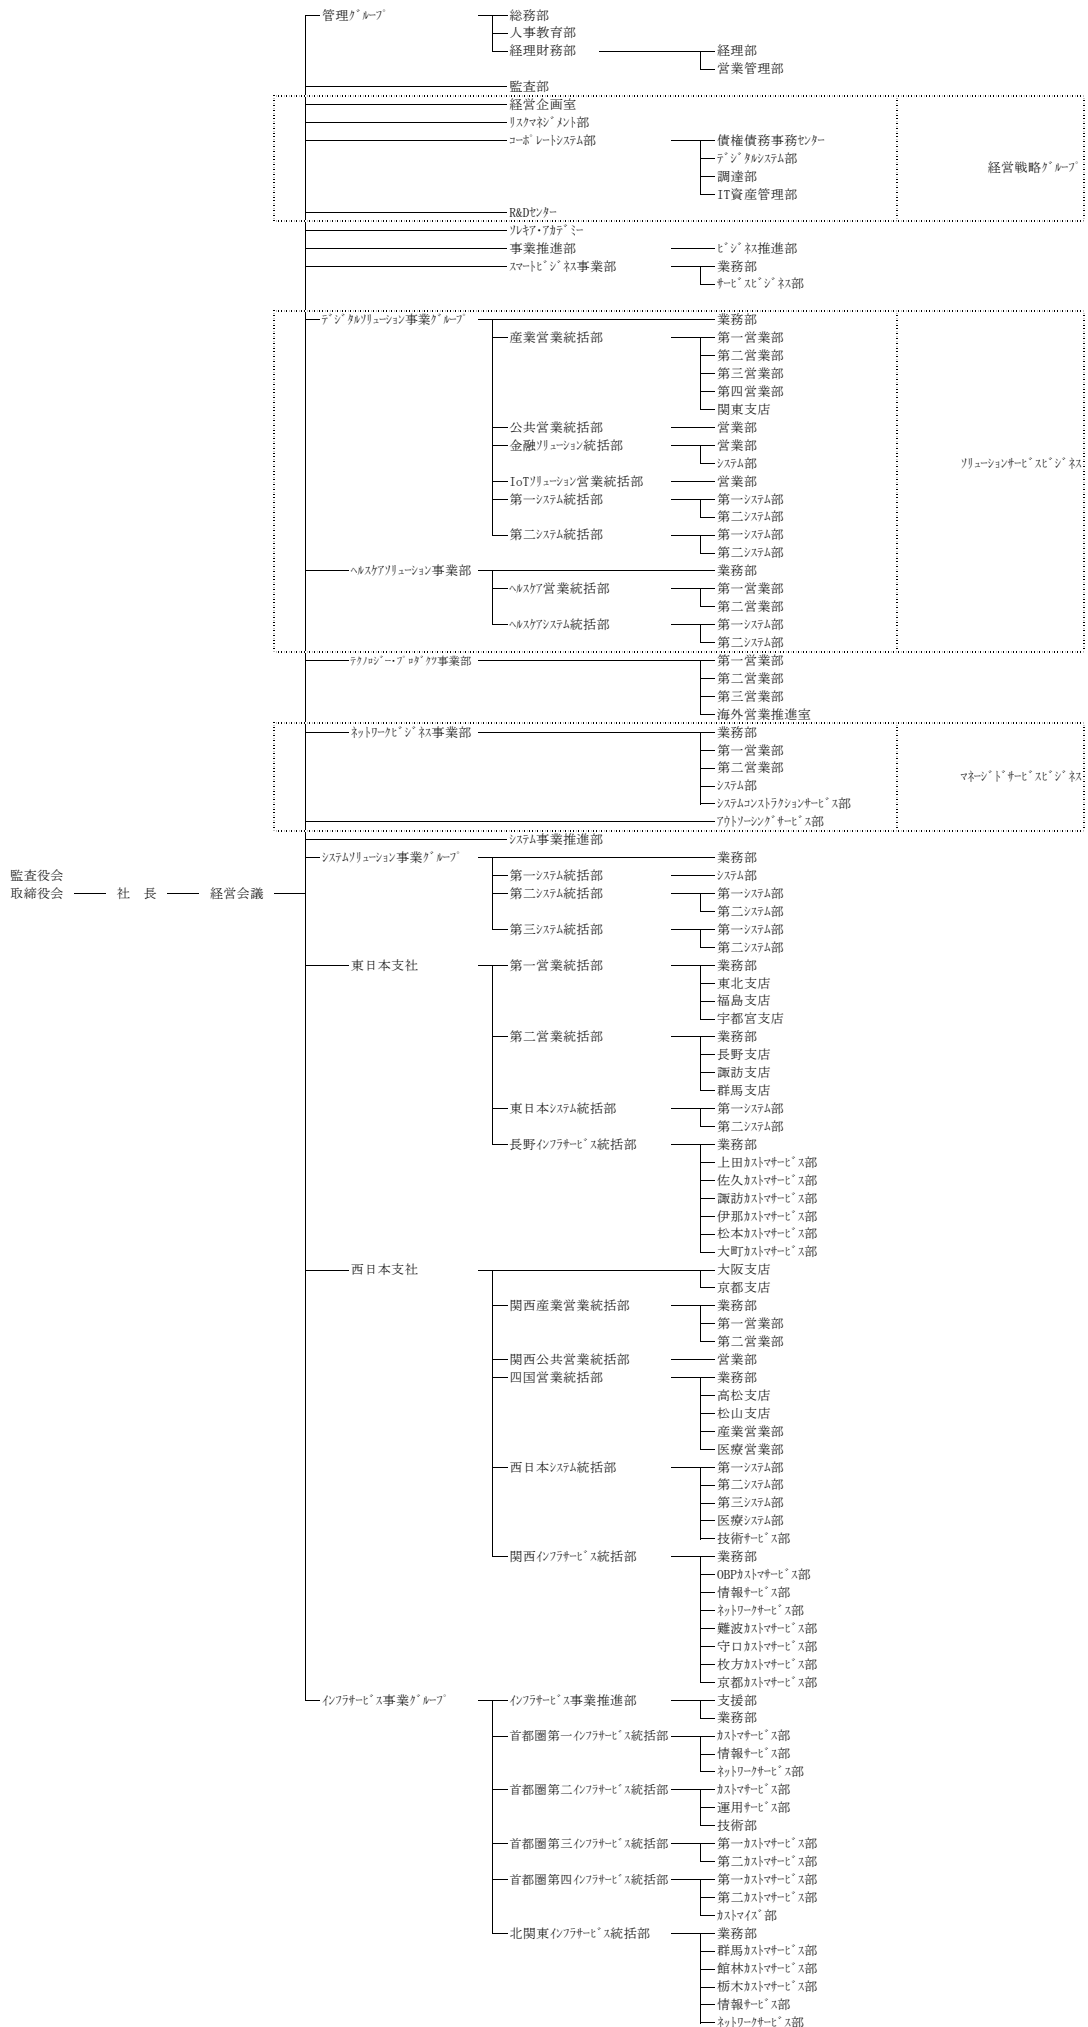 管理ｸﾞﾙｰﾌﾟ 総務部
人事教育部
経理財務部 経理部
営業管理部
監査部
経営企画室
ﾘｽｸﾏﾈｼﾞﾒﾝﾄ部
ｺｰﾎﾟﾚｰﾄｼｽﾃﾑ部 債権債務事務ｾﾝﾀｰ
ﾃﾞｼﾞﾀﾙｼｽﾃﾑ部
経営戦略ｸﾞﾙｰﾌﾟ
調達部
IT資産管理部
R&Dｾﾝﾀｰ
ｿﾚｷｱ・ｱｶﾃﾞﾐｰ
事業推進部 ﾋﾞｼﾞﾈｽ推進部
ｽﾏｰﾄﾋﾞｼﾞﾈｽ事業部 業務部
ｻｰﾋﾞｽﾋﾞｼﾞﾈｽ部
ﾃﾞｼﾞﾀﾙｿﾘｭｰｼｮﾝ事業ｸﾞﾙｰﾌﾟ 業務部
産業営業統括部 第一営業部
第二営業部
第三営業部
第四営業部
関東支店
公共営業統括部 営業部
金融ｿﾘｭｰｼｮﾝ統括部 営業部
ｼｽﾃﾑ部 ｿﾘｭｰｼｮﾝｻｰﾋﾞｽﾋﾞｼﾞﾈｽ
IoTｿﾘｭｰｼｮﾝ営業統括部 営業部
第一ｼｽﾃﾑ統括部 第一ｼｽﾃﾑ部
第二ｼｽﾃﾑ部
第二ｼｽﾃﾑ統括部 第一ｼｽﾃﾑ部
第二ｼｽﾃﾑ部
ﾍﾙｽｹｱｿﾘｭｰｼｮﾝ事業部 業務部
ﾍﾙｽｹｱ営業統括部 第一営業部
第二営業部
ﾍﾙｽｹｱｼｽﾃﾑ統括部 第一ｼｽﾃﾑ部
第二ｼｽﾃﾑ部
ﾃｸﾉﾛｼﾞｰ・ﾌﾟﾛﾀﾞｸﾂ事業部 第一営業部
第二営業部
第三営業部
海外営業推進室
ﾈｯﾄﾜｰｸﾋﾞｼﾞﾈｽ事業部 業務部
第一営業部
第二営業部
ﾏﾈｰｼﾞﾄﾞｻｰﾋﾞｽﾋﾞｼﾞﾈｽ
ｼｽﾃﾑ部
ｼｽﾃﾑｺﾝｽﾄﾗｸｼｮﾝｻｰﾋﾞｽ部
ｱｳﾄｿｰｼﾝｸﾞｻｰﾋﾞｽ部
ｼｽﾃﾑ事業推進部
ｼｽﾃﾑｿﾘｭｰｼｮﾝ事業ｸﾞﾙｰﾌﾟ 業務部
監査役会 第一ｼｽﾃﾑ統括部 ｼｽﾃﾑ部
取締役会 社　長 経営会議 第二ｼｽﾃﾑ統括部 第一ｼｽﾃﾑ部
第二ｼｽﾃﾑ部
第三ｼｽﾃﾑ統括部 第一ｼｽﾃﾑ部
第二ｼｽﾃﾑ部
東日本支社 第一営業統括部 業務部
東北支店
福島支店
宇都宮支店
第二営業統括部 業務部
長野支店
諏訪支店
群馬支店
東日本ｼｽﾃﾑ統括部 第一ｼｽﾃﾑ部
第二ｼｽﾃﾑ部
長野ｲﾝﾌﾗｻｰﾋﾞｽ統括部 業務部
上田ｶｽﾄﾏｻｰﾋﾞｽ部
佐久ｶｽﾄﾏｻｰﾋﾞｽ部
諏訪ｶｽﾄﾏｻｰﾋﾞｽ部
伊那ｶｽﾄﾏｻｰﾋﾞｽ部
松本ｶｽﾄﾏｻｰﾋﾞｽ部
大町ｶｽﾄﾏｻｰﾋﾞｽ部
西日本支社 大阪支店
京都支店
関西産業営業統括部 業務部
第一営業部
第二営業部
関西公共営業統括部 営業部
四国営業統括部 業務部
高松支店
松山支店
産業営業部
医療営業部
西日本ｼｽﾃﾑ統括部 第一ｼｽﾃﾑ部
第二ｼｽﾃﾑ部
第三ｼｽﾃﾑ部
医療ｼｽﾃﾑ部
技術ｻｰﾋﾞｽ部
関西ｲﾝﾌﾗｻｰﾋﾞｽ統括部 業務部
OBPｶｽﾄﾏｻｰﾋﾞｽ部
情報ｻｰﾋﾞｽ部
ﾈｯﾄﾜｰｸｻｰﾋﾞｽ部
難波ｶｽﾄﾏｻｰﾋﾞｽ部
守口ｶｽﾄﾏｻｰﾋﾞｽ部
枚方ｶｽﾄﾏｻｰﾋﾞｽ部
京都ｶｽﾄﾏｻｰﾋﾞｽ部
ｲﾝﾌﾗｻｰﾋﾞｽ事業ｸﾞﾙｰﾌﾟ ｲﾝﾌﾗｻｰﾋﾞｽ事業推進部 支援部
業務部
首都圏第一ｲﾝﾌﾗｻｰﾋﾞｽ統括部 ｶｽﾄﾏｻｰﾋﾞｽ部
情報ｻｰﾋﾞｽ部
ﾈｯﾄﾜｰｸｻｰﾋﾞｽ部
首都圏第二ｲﾝﾌﾗｻｰﾋﾞｽ統括部 ｶｽﾄﾏｻｰﾋﾞｽ部
運用ｻｰﾋﾞｽ部
技術部
首都圏第三ｲﾝﾌﾗｻｰﾋﾞｽ統括部 第一ｶｽﾄﾏｻｰﾋﾞｽ部
第二ｶｽﾄﾏｻｰﾋﾞｽ部
首都圏第四ｲﾝﾌﾗｻｰﾋﾞｽ統括部 第一ｶｽﾄﾏｻｰﾋﾞｽ部
第二ｶｽﾄﾏｻｰﾋﾞｽ部
ｶｽﾄﾏｲｽﾞ部
北関東ｲﾝﾌﾗｻｰﾋﾞｽ統括部 業務部
群馬ｶｽﾄﾏｻｰﾋﾞｽ部
館林ｶｽﾄﾏｻｰﾋﾞｽ部
栃木ｶｽﾄﾏｻｰﾋﾞｽ部
情報ｻｰﾋﾞｽ部
ﾈｯﾄﾜｰｸｻｰﾋﾞｽ部